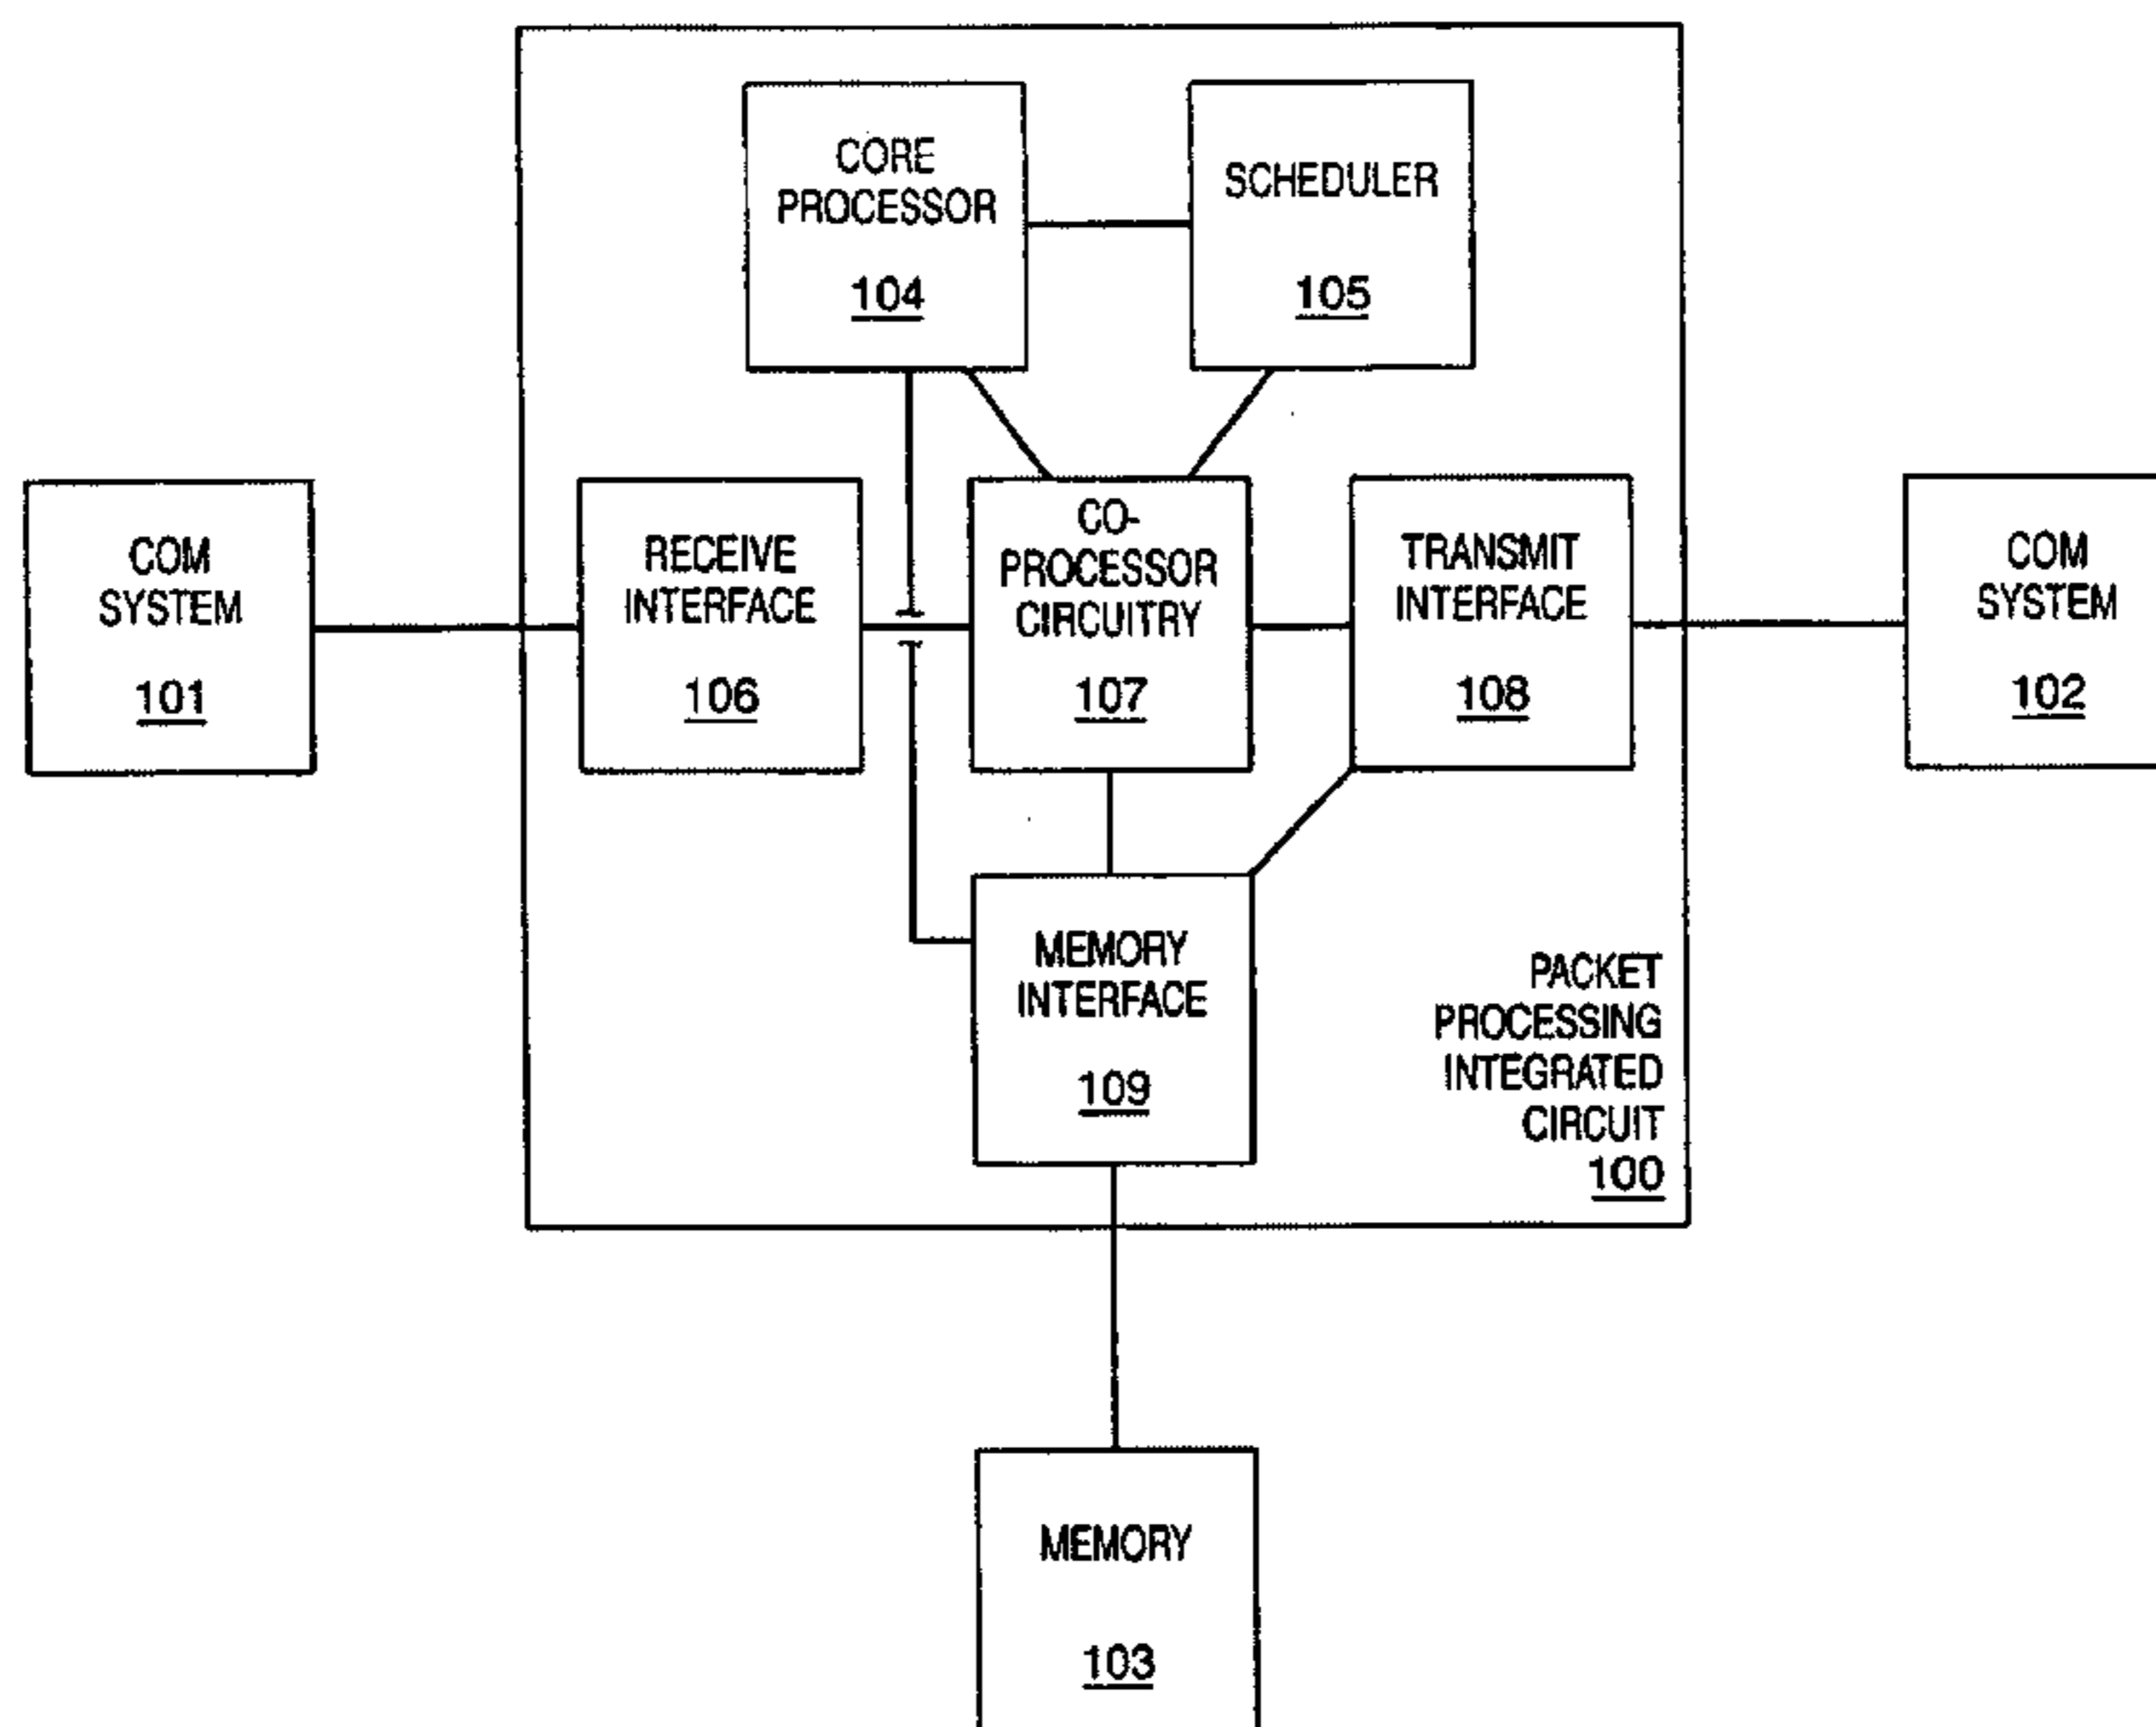 CORE
PROCESSOR
104
SCHEDULER
105
COM
SYSTEM
101
RECEIVE
INTERFACE
106
CO-
PROCESSOR
CIRCUITRY
107
TRANSMIT
INTERFACE
108
COM
SYSTEM
102
MEMORY
INTERFACE
109
PACKET
PROCESSING
INTEGRATED
CIRCUIT
100
MEMORY
103